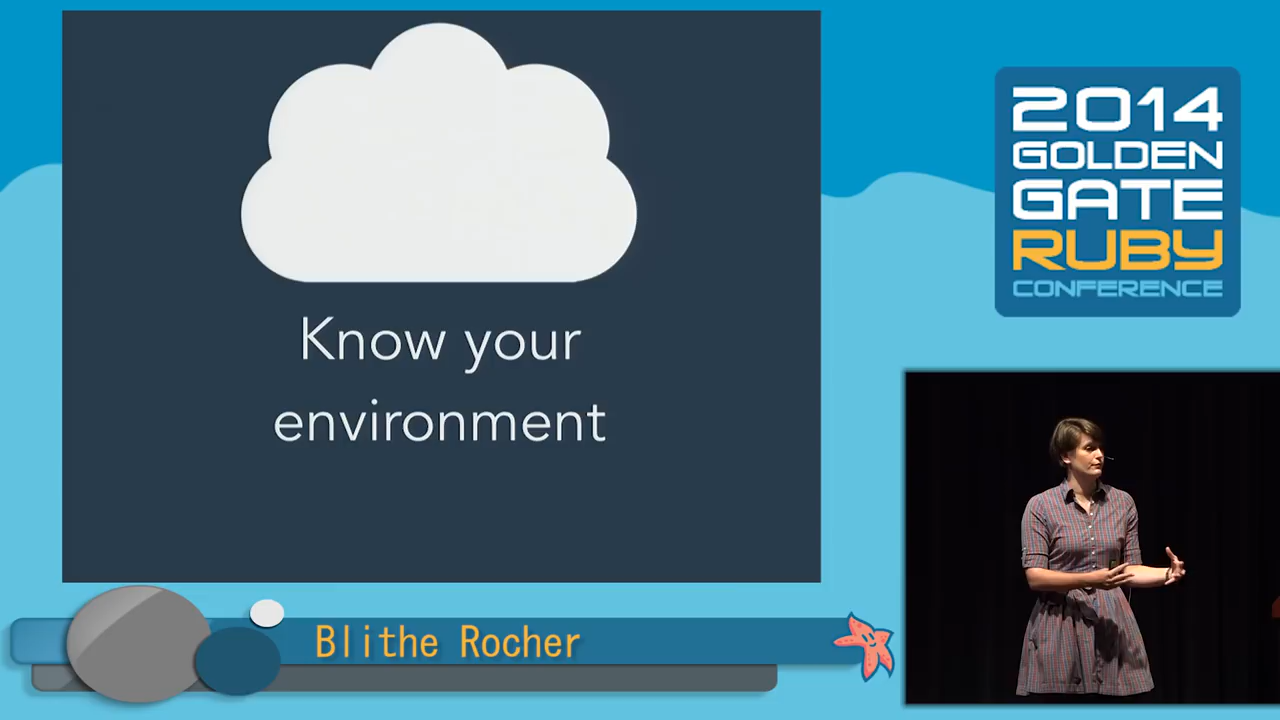 Know your
environment
2014
GOLDEN
GATE
RUBY
CONFERENCE
Blithe Rocher